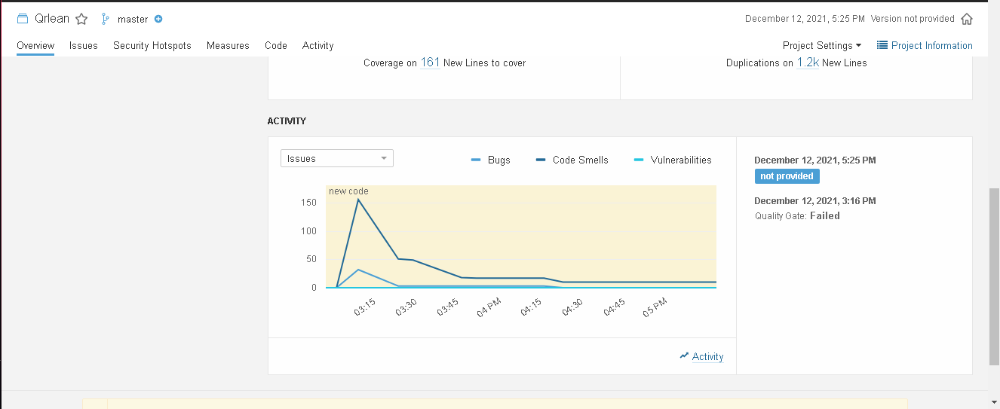 Qrlean master December 12, 2021, 5:25 PM Version not provided
Overview Issues Security Hotspots Measures Code Activity Project Settings Project Information
Coverage on 161 New Lines to cover Duplications on 1.2k New Lines
ACTIVITY
Issues Bugs Code Smells Vulnerabilities
new code
150
100
50
0
03:15 03:30 03:45 04 PM 04:15 04:30 04:45 05 PM
Activity
December 12, 2021, 5:25 PM
not provided
December 12, 2021, 3:16 PM
Quality Gate: Failed